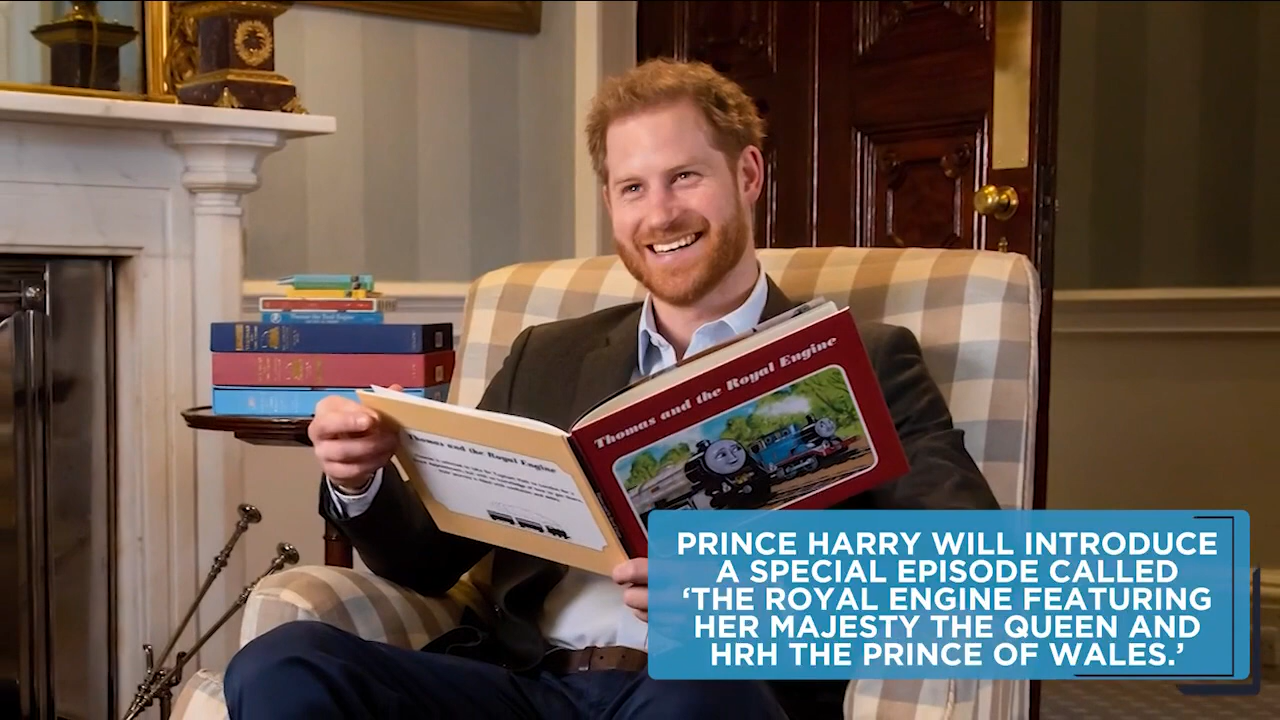 Thomas and the Royal Engine
Thomas and the Royal Engine
PRINCE HARRY WILL INTRODUCE
A SPECIAL EPISODE CALLED
‘THE ROYAL ENGINE FEATURING
HER MAJESTY THE QUEEN AND
HRH THE PRINCE OF WALES.’